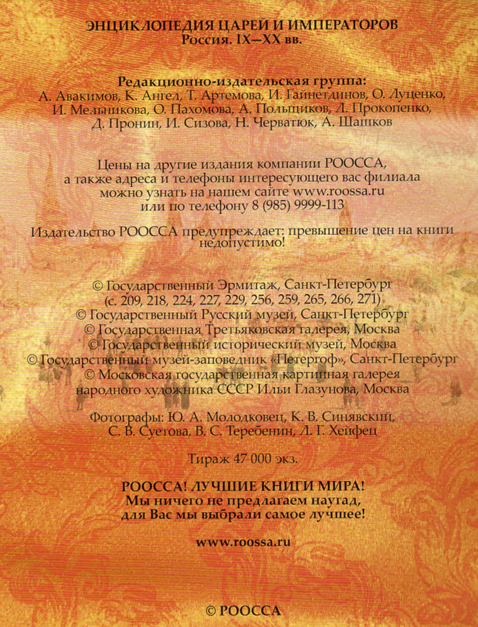 ЭНЦИКЛОПЕДИЯ ЦАРЕЙ И ИМПЕРАТОРОВ
Россия. IX—XX вв.
Редакционно-издательская группа:
А. Авакимов, К. Ангел, Т. Артемова, И. Гайнетдинов, О. Луценко,
И. Мельникова, О. Пахомова, А. Польщиков, Л. Прокопенко,
Д. Пронин, И. Сизова, Н. Черватюк, А. Шашков
Цены на другие издания компании РООССА,
а также адреса и телефоны интересующего вас филиала
можно узнать на нашем сайте www.roossa.ru
или по телефону 8 (985) 9999-113
Издательство РООССА предупреждает: превышение цен на книги
недопустимо!
© Государственный Эрмитаж, Санкт-Петербург
(с. 209, 218, 224, 227, 229, 256, 259, 265, 266, 271)
© Государственный Русский музей, Санкт-Петербург
© Государственная Третьяковская галерея, Москва
© Государственный исторический музей, Москва
© Государственный музей-заповедник «Петергоф», Санкт-Петербург
© Московская государственная картинная галерея
народного художника СССР Ильи Глазунова, Москва
Фотографы: Ю. А. Молодковец, К. В. Синявский,
С. В. Суетова, В. С. Теребенин, Л. Г. Хейфец
Тираж 47 000 экз.
РООССА! ЛУЧШИЕ КНИГИ МИРА!
Мы ничего не предлагаем наугад,
для Вас мы выбрали самое лучшее!
www.roossa.ru
© РООССА